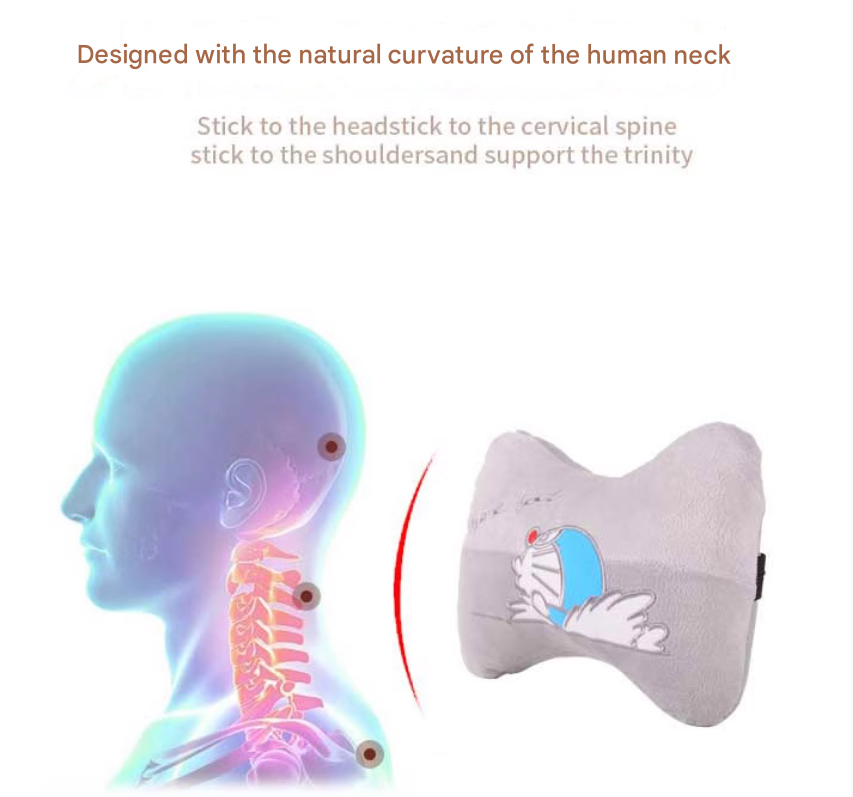 Designed with the natural curvature of the human neck
Stick to the headstick to the cervical spine
stick to the shouldersand support the trinity